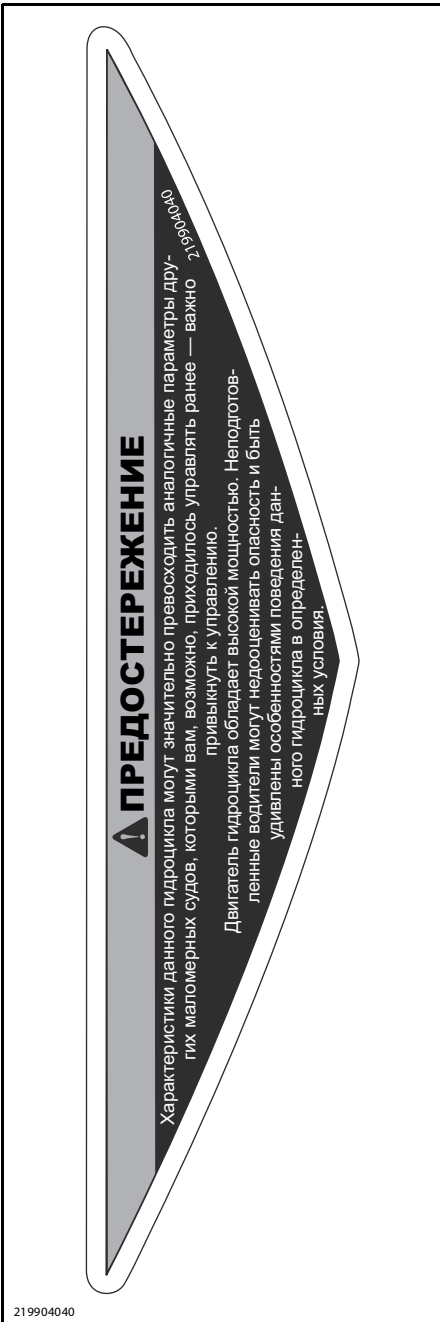 ПРЕДОСТЕРЕЖЕНИЕ
Характеристики данного гидроцикла могут значительно превосходить аналогичные параметры дру-
гих маломерных судов, которыми вам, возможно, приходилось управлять ранее — важно
привыкнуть к управлению.
Двигатель гидроцикла обладает высокой мощностью. Неподготов-
ленные водители могут недооценивать опасность и быть
удивлены особенностями поведения дан-
ного гидроцикла в определен-
ных условия.
219904040
219904040